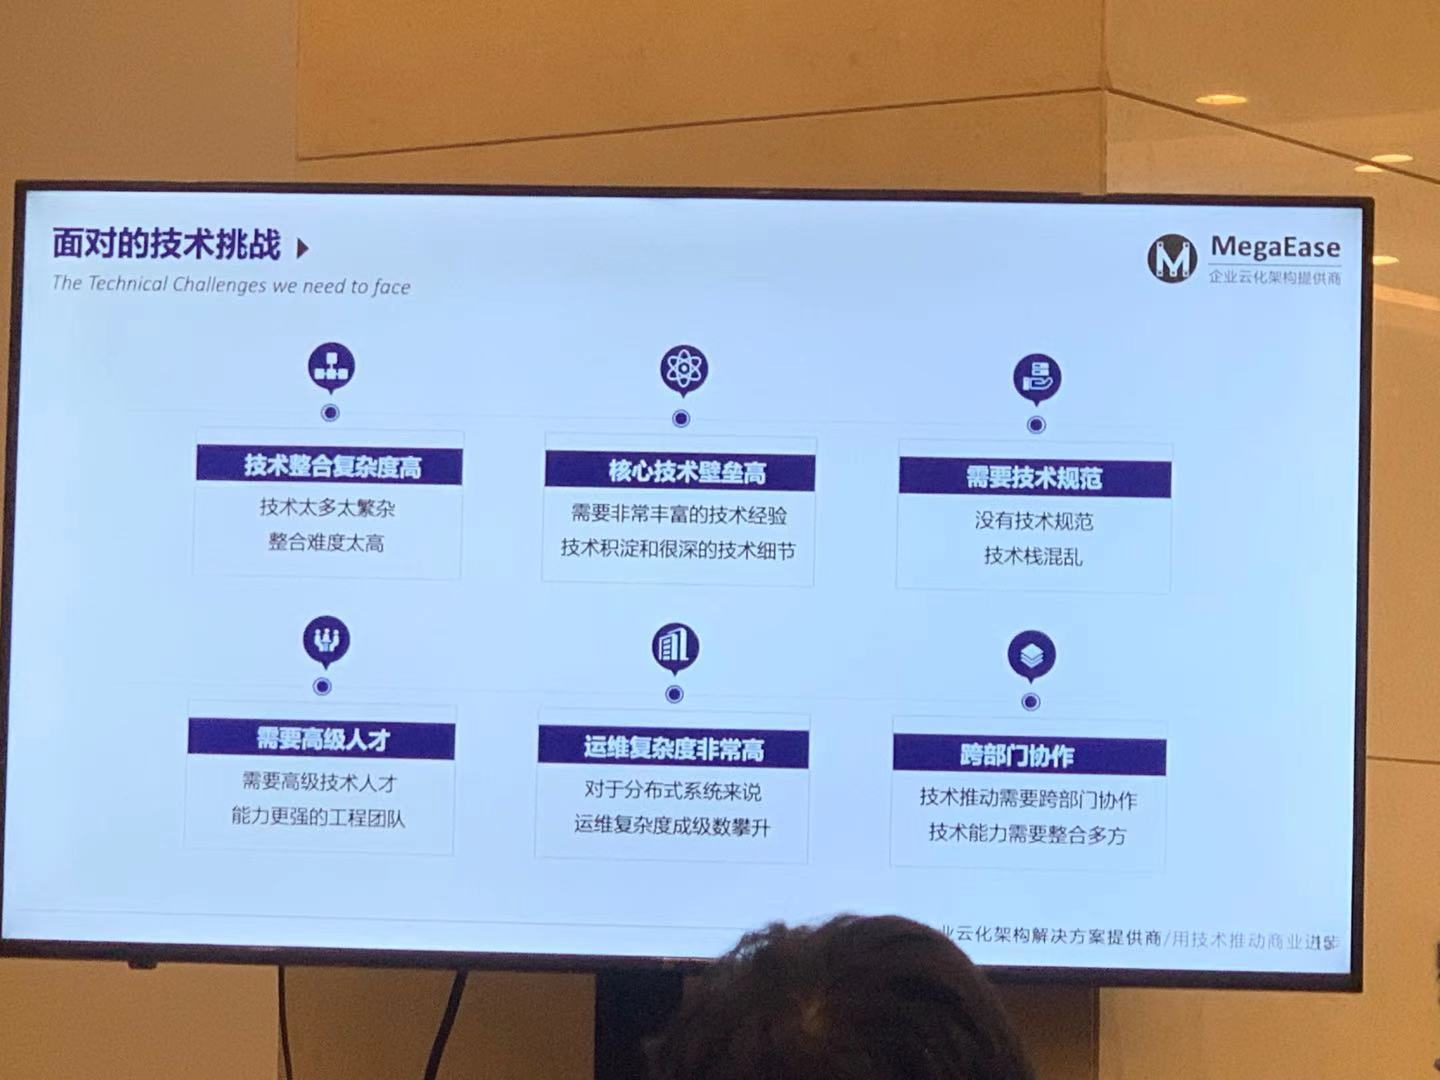 面对的技术挑战
The Technical Challenges we need to face
M
MegaEase
企业云化架构提供商
技术整合复杂度高
技术太多太繁杂
整合难度太高
核心技术壁垒高
需要非常丰富的技术经验
技术积淀和很深的技术细节
需要技术规范
没有技术规范
技术栈混乱
需要高级人才
需要高级技术人才
能力更强的工程团队
运维复杂度非常高
对于分布式系统来说
运维复杂度成级数攀升
跨部门协作
技术推动需要跨部门协作
技术能力需要整合多方
业云化架构解决方案提供商/用技术推动商业进